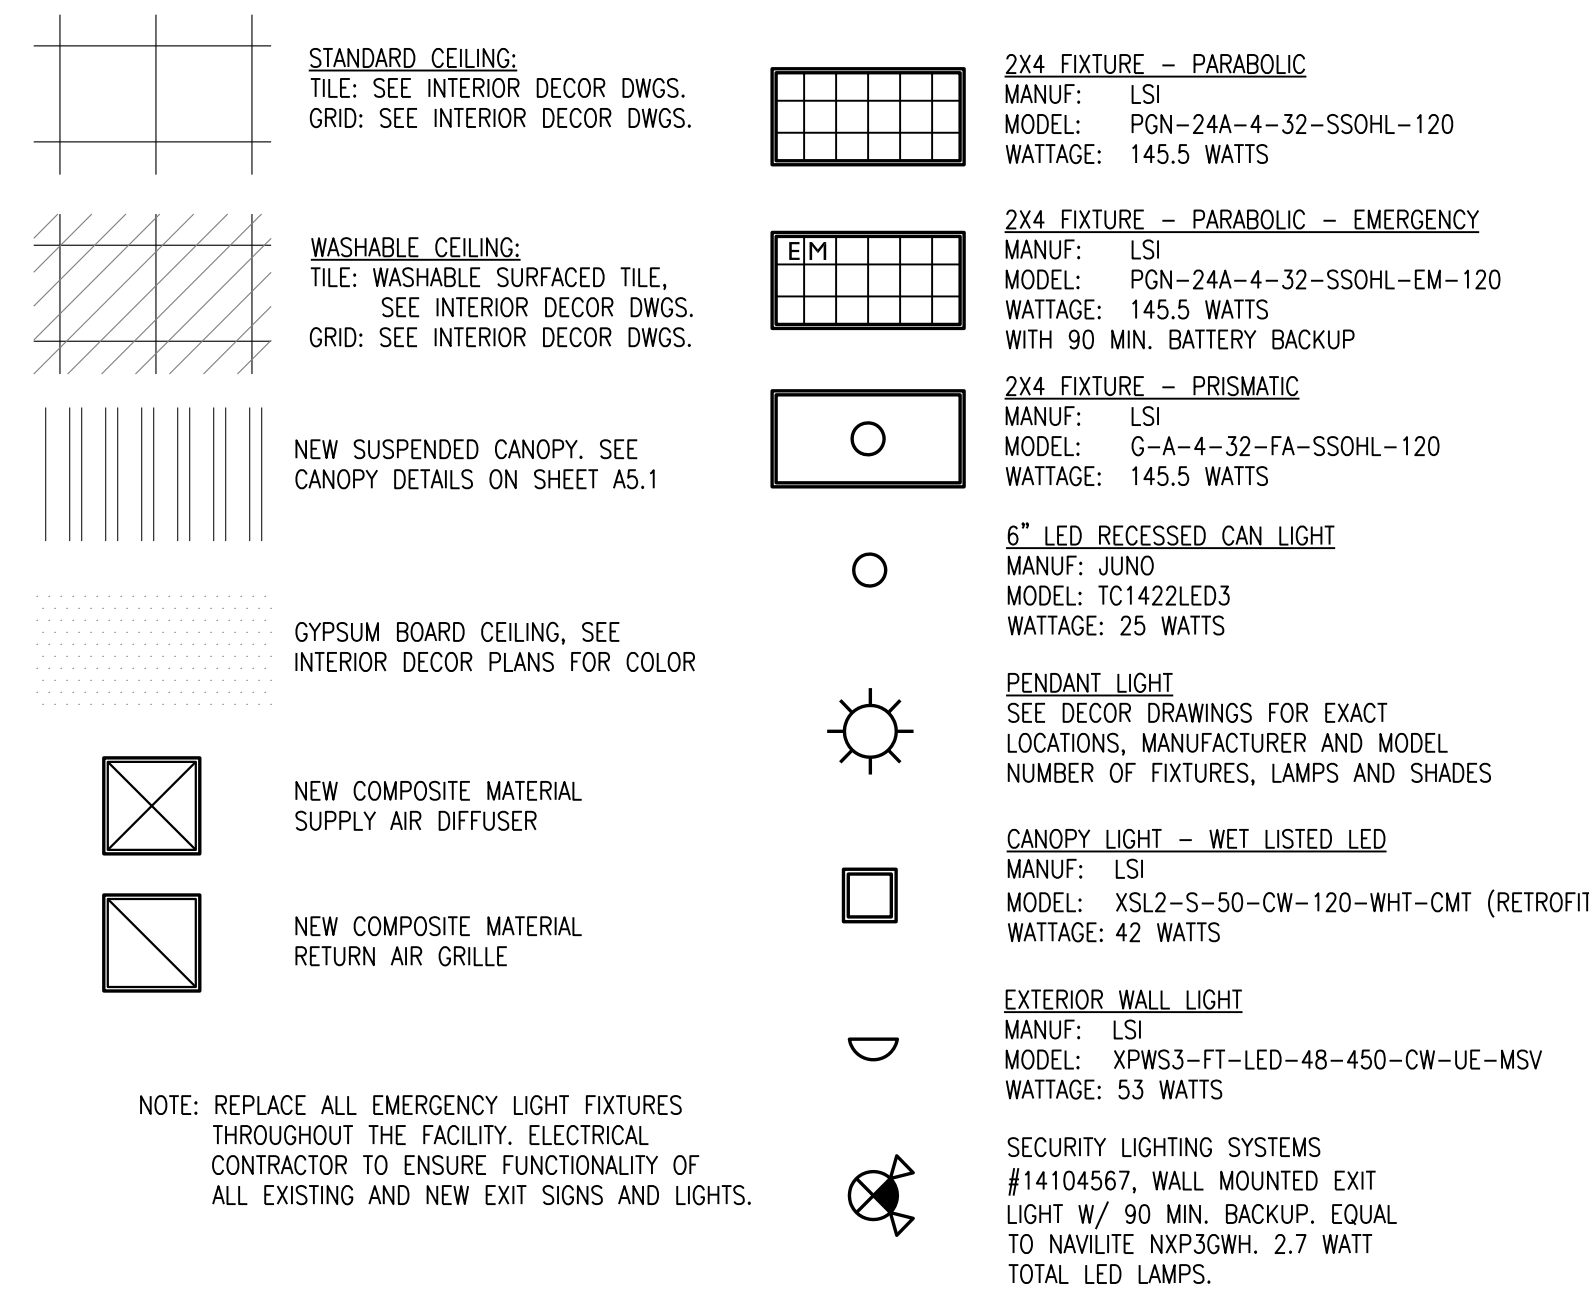 STANDARD CEILING:
TILE: SEE INTERIOR DECOR DWGS.
GRID: SEE INTERIOR DECOR DWGS.
WASHABLE CEILING:
TILE: WASHABLE SURFACED TILE,
SEE INTERIOR DECOR DWGS.
GRID: SEE INTERIOR DECOR DWGS.
NEW SUSPENDED CANOPY. SEE
CANOPY DETAILS ON SHEET A5.1
GYPSUM BOARD CEILING, SEE
INTERIOR DECOR PLANS FOR COLOR
NEW COMPOSITE MATERIAL
SUPPLY AIR DIFFUSER
NEW COMPOSITE MATERIAL
RETURN AIR GRILLE
NOTE: REPLACE ALL EMERGENCY LIGHT FIXTURES
THROUGHOUT THE FACILITY. ELECTRICAL
CONTRACTOR TO ENSURE FUNCTIONALITY OF
ALL EXISTING AND NEW EXIT SIGNS AND LIGHTS.
2X4 FIXTURE – PARABOLIC
MANUF: LSI
MODEL: PGN-24A-4-32-SSOHL-120
WATTAGE: 145.5 WATTS
EM
2X4 FIXTURE – PARABOLIC – EMERGENCY
MANUF: LSI
MODEL: PGN-24A-4-32-SSOHL-EM-120
WATTAGE: 145.5 WATTS
WITH 90 MIN. BATTERY BACKUP
2X4 FIXTURE – PRISMATIC
MANUF: LSI
MODEL: G-A-4-32-FA-SSOHL-120
WATTAGE: 145.5 WATTS
6" LED RECESSED CAN LIGHT
MANUF: JUNO
MODEL: TC1422LED3
WATTAGE: 25 WATTS
PENDANT LIGHT
SEE DECOR DRAWINGS FOR EXACT
LOCATIONS, MANUFACTURER AND MODEL
NUMBER OF FIXTURES, LAMPS AND SHADES
CANOPY LIGHT – WET LISTED LED
MANUF: LSI
MODEL: XSL2-S-50-CW-120-WHT-CMT (RETROFIT
WATTAGE: 42 WATTS
EXTERIOR WALL LIGHT
MANUF: LSI
MODEL: XPWS3-FT-LED-48-450-CW-UE-MSV
WATTAGE: 53 WATTS
SECURITY LIGHTING SYSTEMS
#14104567, WALL MOUNTED EXIT
LIGHT W/ 90 MIN. BACKUP. EQUAL
TO NAVILITE NXP3GWH. 2.7 WATT
TOTAL LED LAMPS.